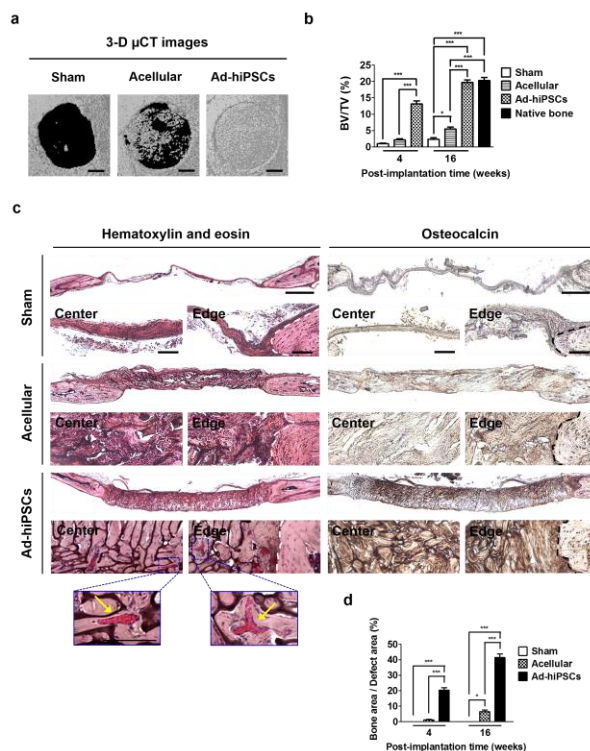 a
3-D µCT images
Sham
Acellular
Ad-hiPSCs
b
BV/TV (%)
25
20
15
10
5
0
***
***
***
***
***
***
***
*
4
16
Post-implantation time (weeks)
Sham
Acellular
Ad-hiPSCs
Native bone
c
Hematoxylin and eosin
Osteocalcin
Sham
Center
Edge
Center
Edge
Acellular
Center
Edge
Center
Edge
Ad-hiPSCs
Center
Edge
Center
Edge
d
Bone area / Defect area (%)
50
40
30
20
10
0
***
***
***
***
*
4
16
Post-implantation time (weeks)
Sham
Acellular
Ad-hiPSCs